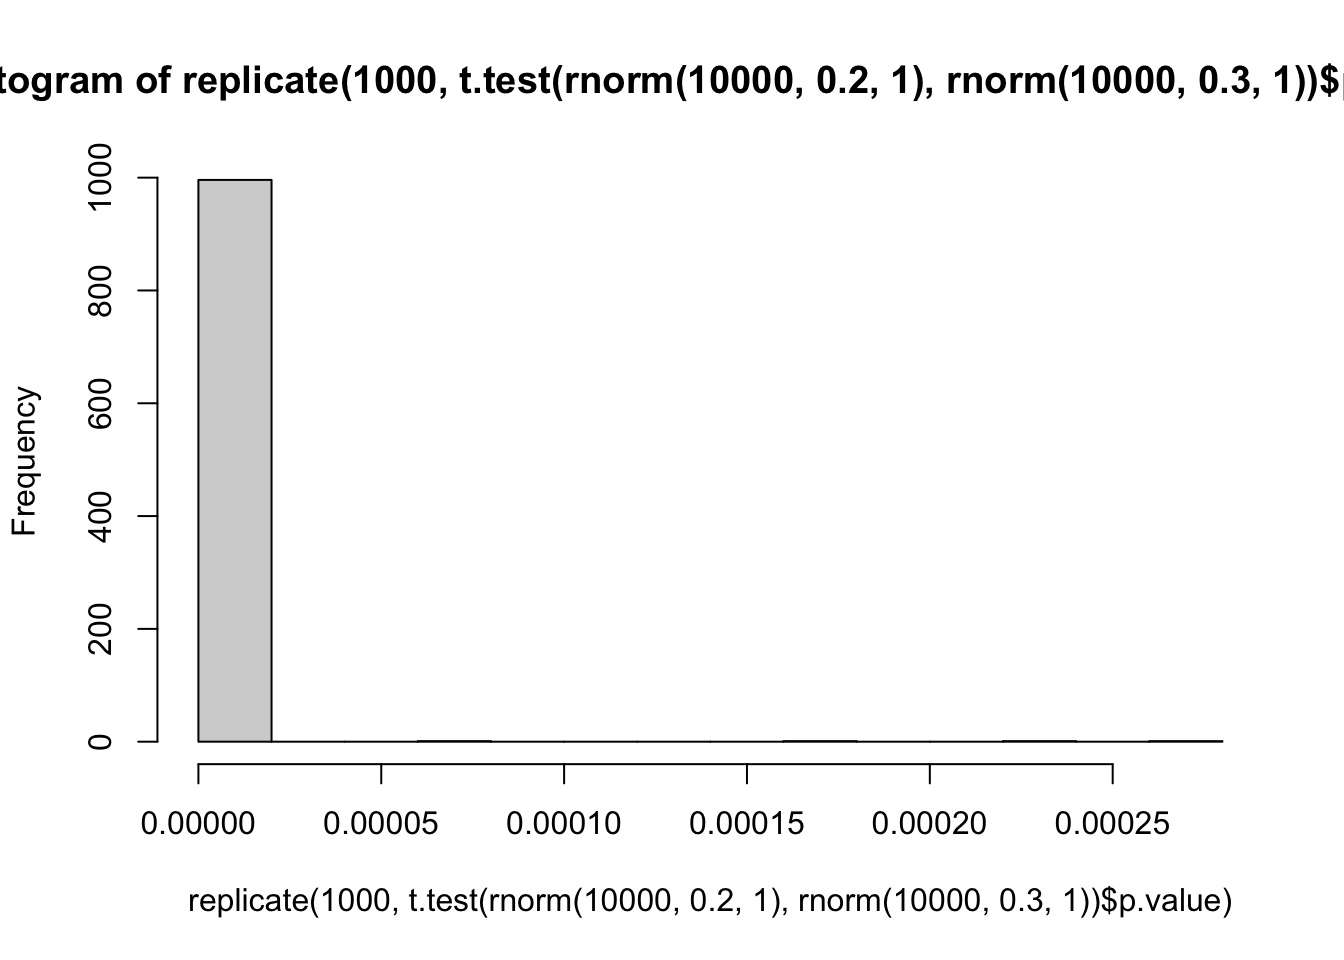 togram of replicate(1000, t.test(rnorm(10000, 0.2, 1), rnorm(10000, 0.3, 1))$p
Frequency
1000
800
600
400
200
0
0.00000 0.00005 0.00010 0.00015 0.00020 0.00025
replicate(1000, t.test(rnorm(10000, 0.2, 1), rnorm(10000, 0.3, 1))$p.value)